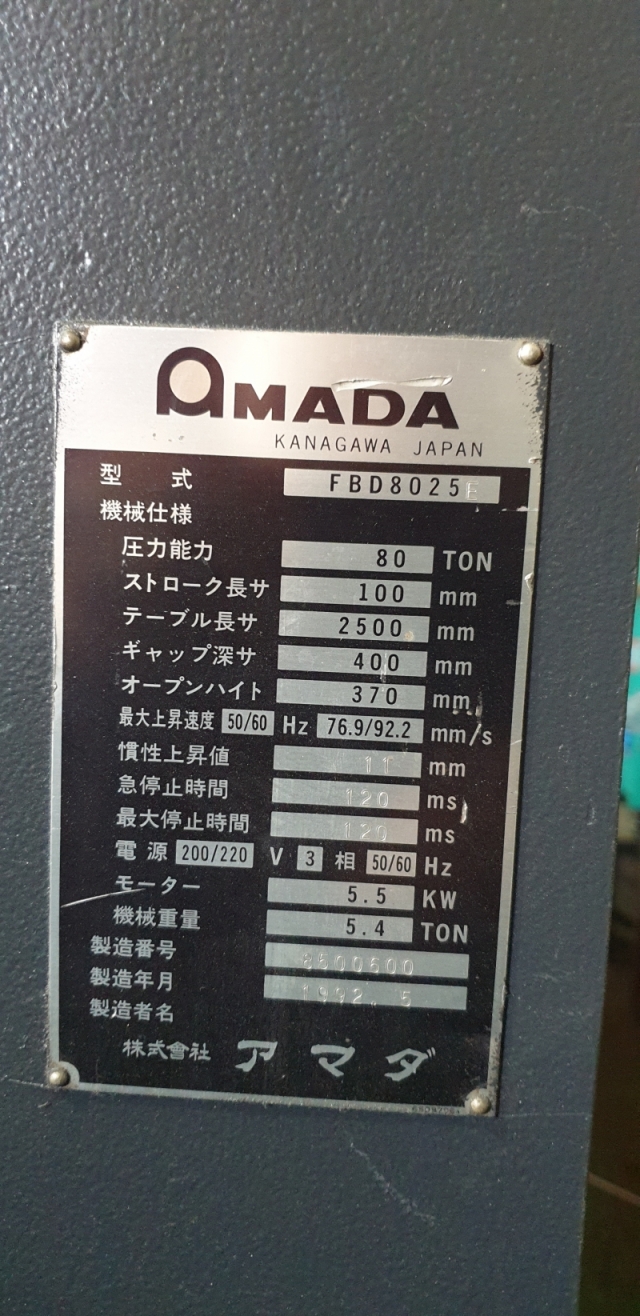 AMADA
KANAGAWA JAPAN
型 式 FBD8025E
機械仕様
圧力能力 80 TON
ストローク長サ 100 mm
テーブル長サ 2500 mm
ギャップ深サ 400 mm
オープンハイト 370 mm
最大上昇速度 50/60 Hz 76.9/92.2 mm/s
慣性上昇値 11 mm
急停止時間 120 ms
最大停止時間 129 ms
電源 200/220 V 3 相 50/60 Hz
モーター 5.5 KW
機械重量 5.4 TON
製造番号
製造年月 1992. 5
製造者名
株式會社 アマダ